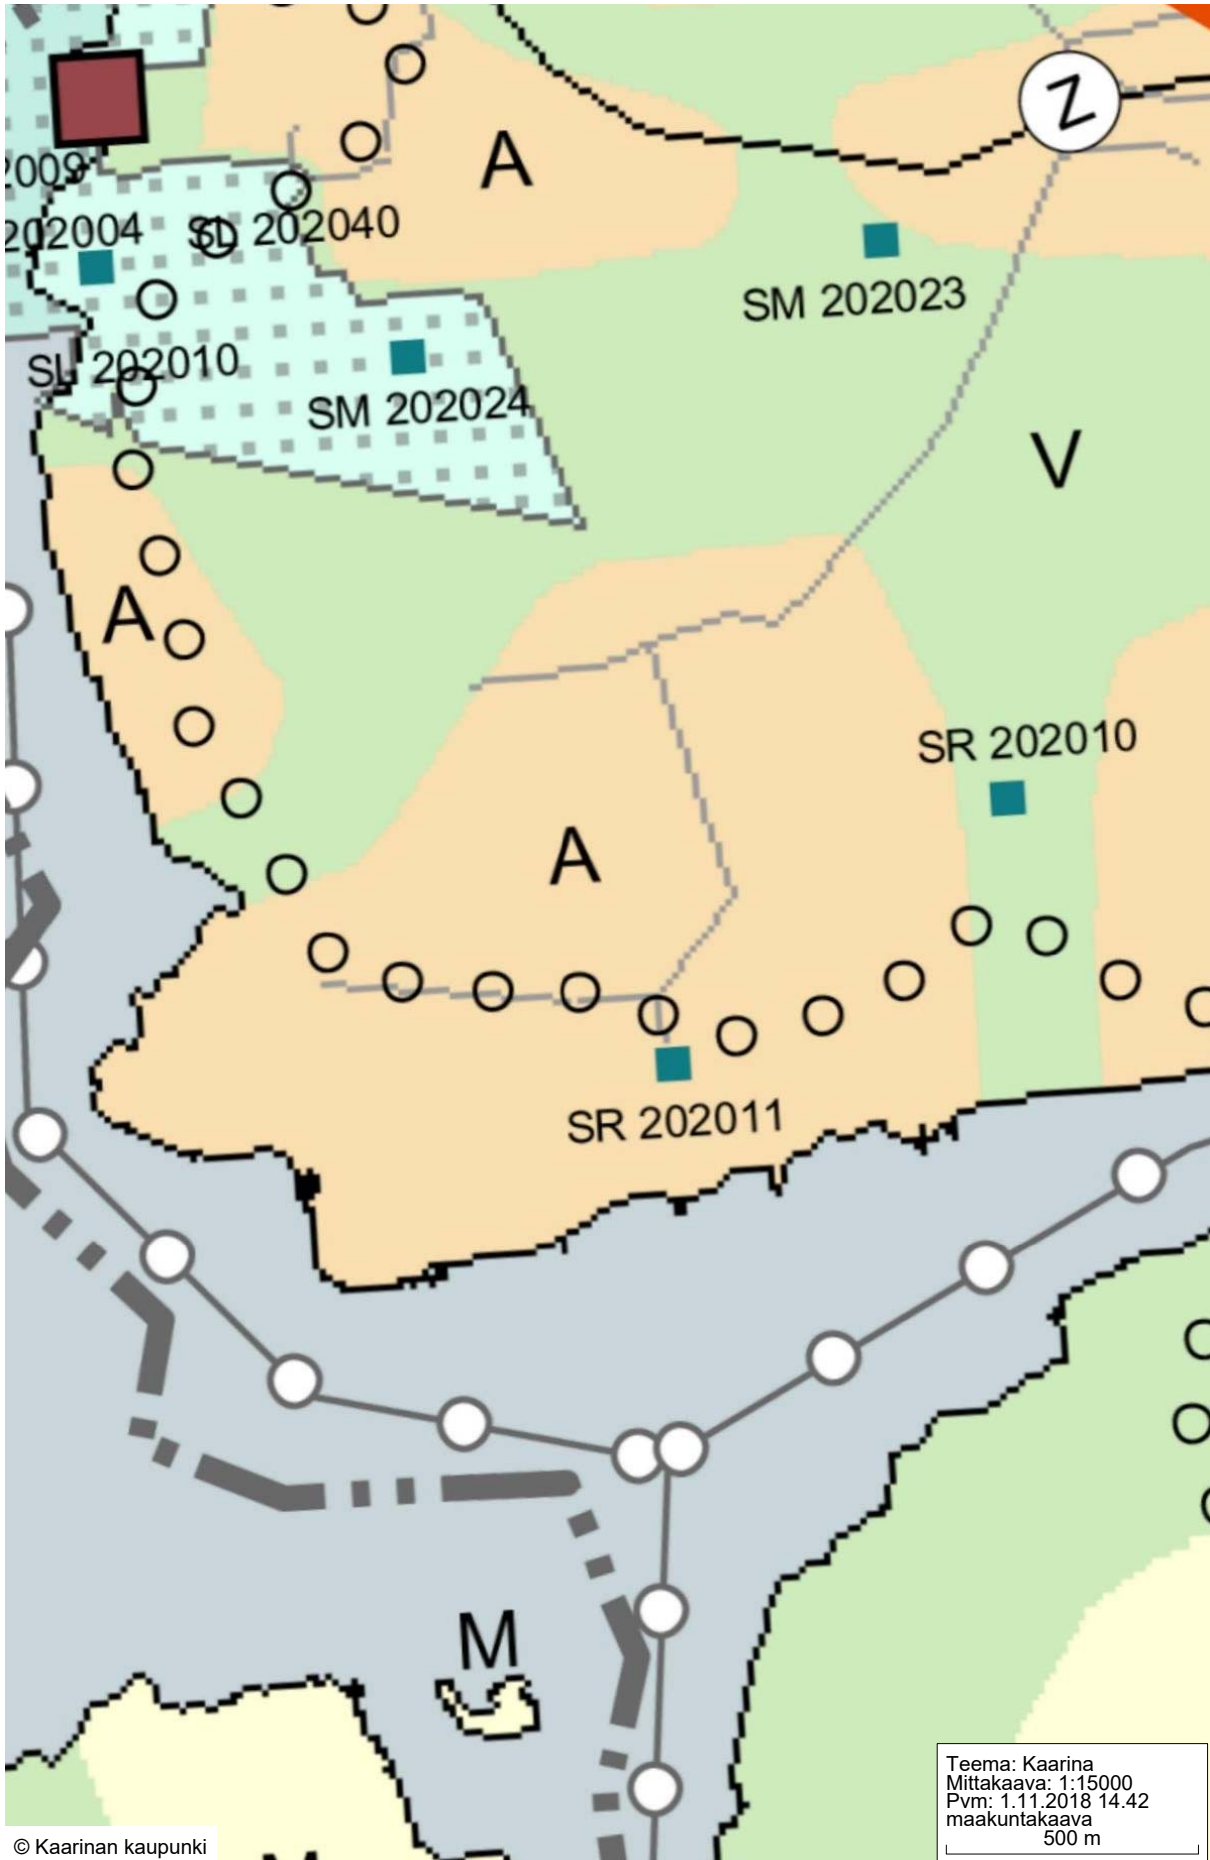 Z
A
2009
202004
SL 202040
SM 202023
SL 202010
SM 202024
V
A
SR 202010
A
SR 202011
M
Teema: Kaarina
Mittakaava: 1:15000
Pvm: 1.11.2018 14.42
maakuntakaava
500 m
© Kaarinan kaupunki